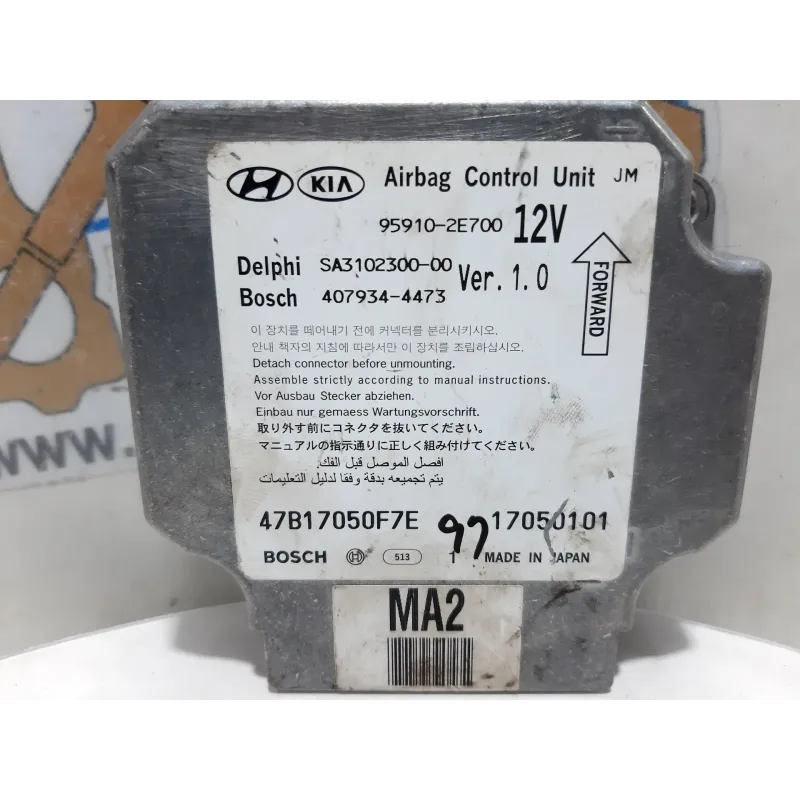 HYUNDAI KIA Airbag Control Unit JM
95910-2E700 12V
Delphi SA3102300-00 Ver. 1.0
Bosch 407934-4473
FORWARD
이 장치를 떼어내기 전에 커넥터를 분리시키시오.
안내 책자의 지침에 따라서만 이 장치를 조립하십시오.
Detach connector before unmounting.
Assemble strictly according to manual instructions.
Vor Ausbau Stecker abziehen.
Einbau nur gemaess Wartungsvorschrift.
取り外す前にコネクタを抜いてください。
マニュアルの指示通りに正しく組み付けてください。
افصل الموصل قبل الفك.
يتم تجميعه بدقة وفقا لدليل التعليمات
47B17050F7E 97 17050101
BOSCH 513 1 MADE IN JAPAN
MA2
www.